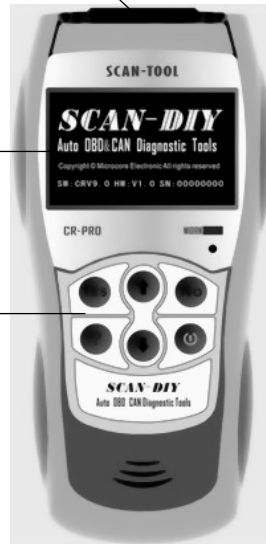 SCAN-TOOL
SCAN-DIY
Auto OBD&CAN Diagnostic Tools
Copyright © Microcore Electronic All rights reserved
SW:CRV9. 0 HW:V1. 0 SN:00000000
CR-PRO WORK
SCAN-DIY
Auto OBD CAN Diagnostic Tools